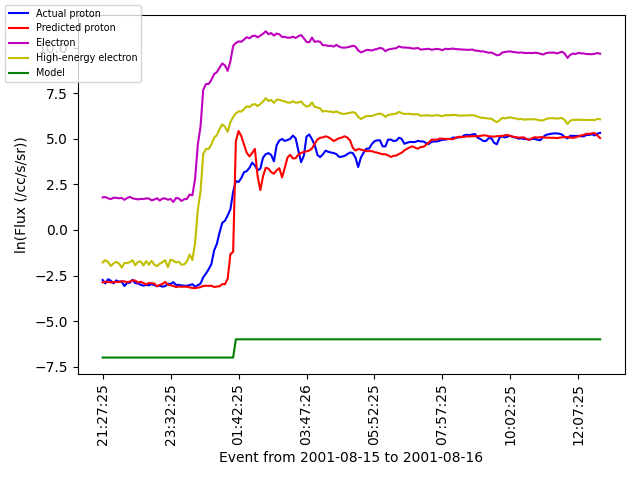 Actual proton
Predicted proton
Electron
High-energy electron
Model
10.0
7.5
5.0
2.5
0.0
−2.5
−5.0
−7.5
ln(Flux (/cc/s/sr))
21:27:25
23:32:25
01:42:25
03:47:26
05:52:25
07:57:25
10:02:25
12:07:25
Event from 2001-08-15 to 2001-08-16